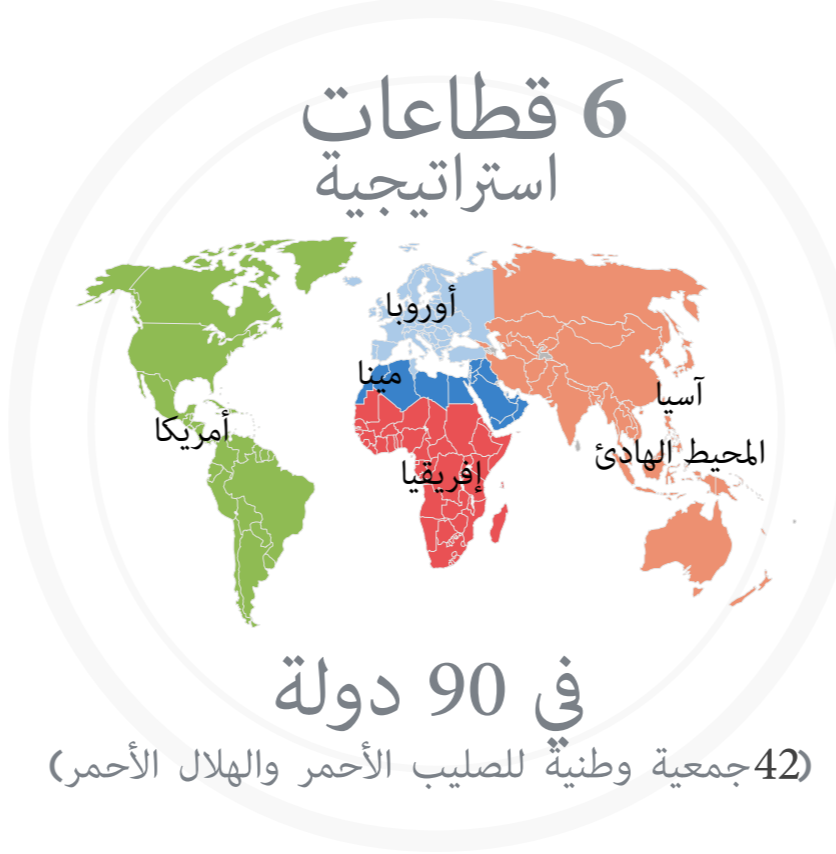 6 قطاعات
استراتيجية
أوروبا
مينا
آسيا
أمريكا
المحيط الهادئ
إفريقيا
في 90 دولة
(42جمعية وطنية للصليب الأحمر والهلال الأحمر)